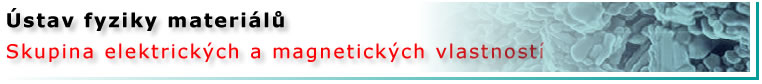 Ústav fyziky materiálů
Skupina elektrických a magnetických vlastností